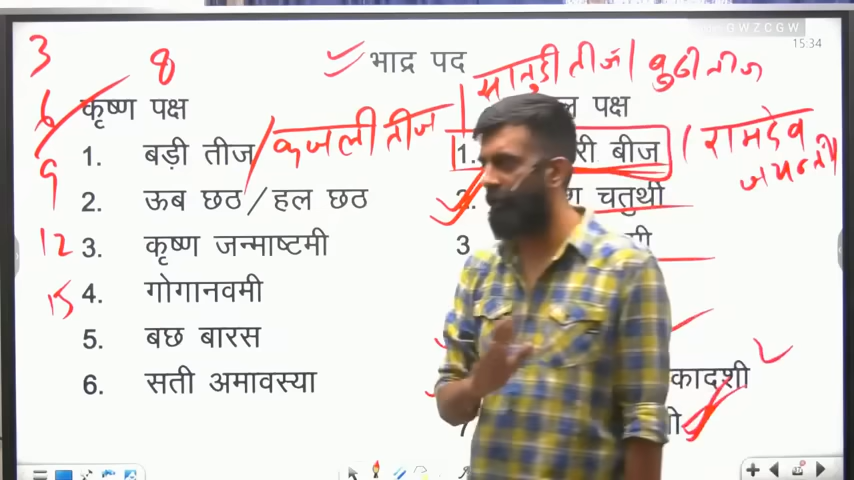 GWZCGW
15:34
3
8
भाद्र पद
सातुड़ी तीज / बुढी तीज
6
कृष्ण पक्ष
पक्ष
1. बड़ी तीज / कजली तीज
1. री बीज / रामदेव जयन्ती
9
2. ऊब छठ / हल छठ
2. चतुर्थी
12
3. कृष्ण जन्माष्टमी
3
15
4. गोगानवमी
5. बछ बारस
6. सती अमावस्या
कादशी